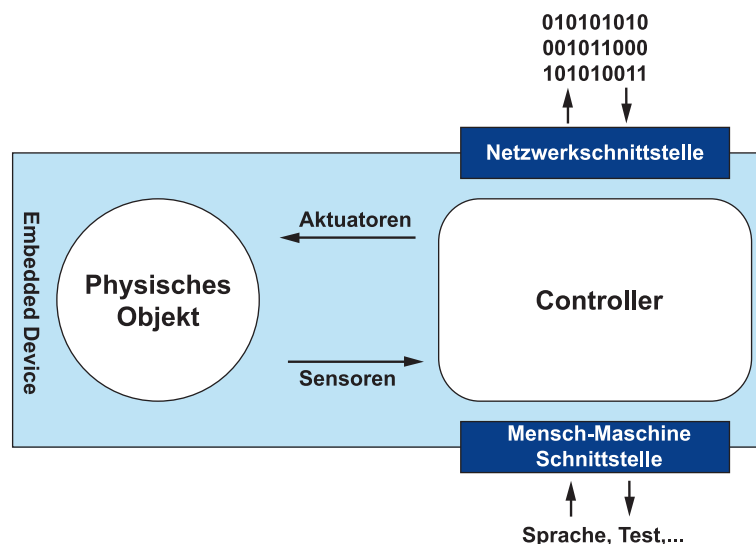 010101010
001011000
101010011
Netzwerkschnittstelle
Embedded Device
Aktuatoren
Physisches
Objekt
Controller
Sensoren
Mensch-Maschine
Schnittstelle
Sprache, Test,...